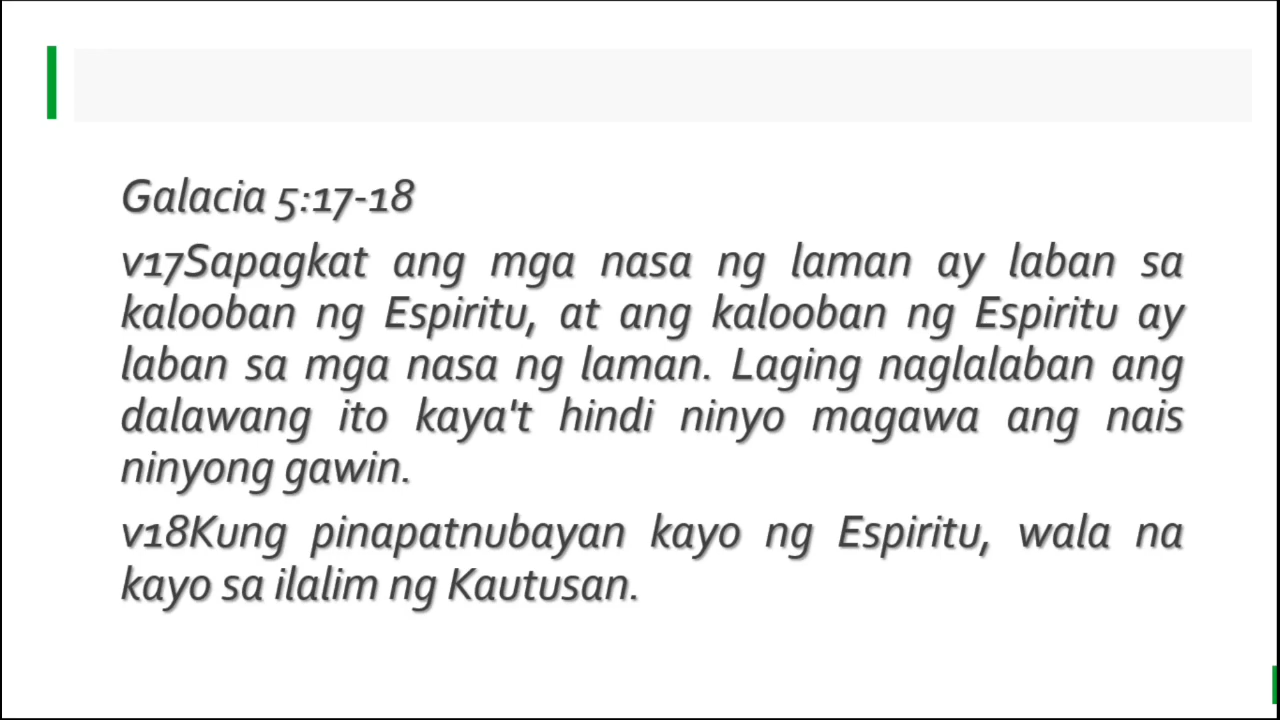 Galacia 5:17-18
v17Sapagkat ang mga nasa ng laman ay laban sa
kalooban ng Espiritu, at ang kalooban ng Espiritu ay
laban sa mga nasa ng laman. Laging naglalaban ang
dalawang ito kaya't hindi ninyo magawa ang nais
ninyong gawin.
v18Kung pinapatnubayan kayo ng Espiritu, wala na
kayo sa ilalim ng Kautusan.